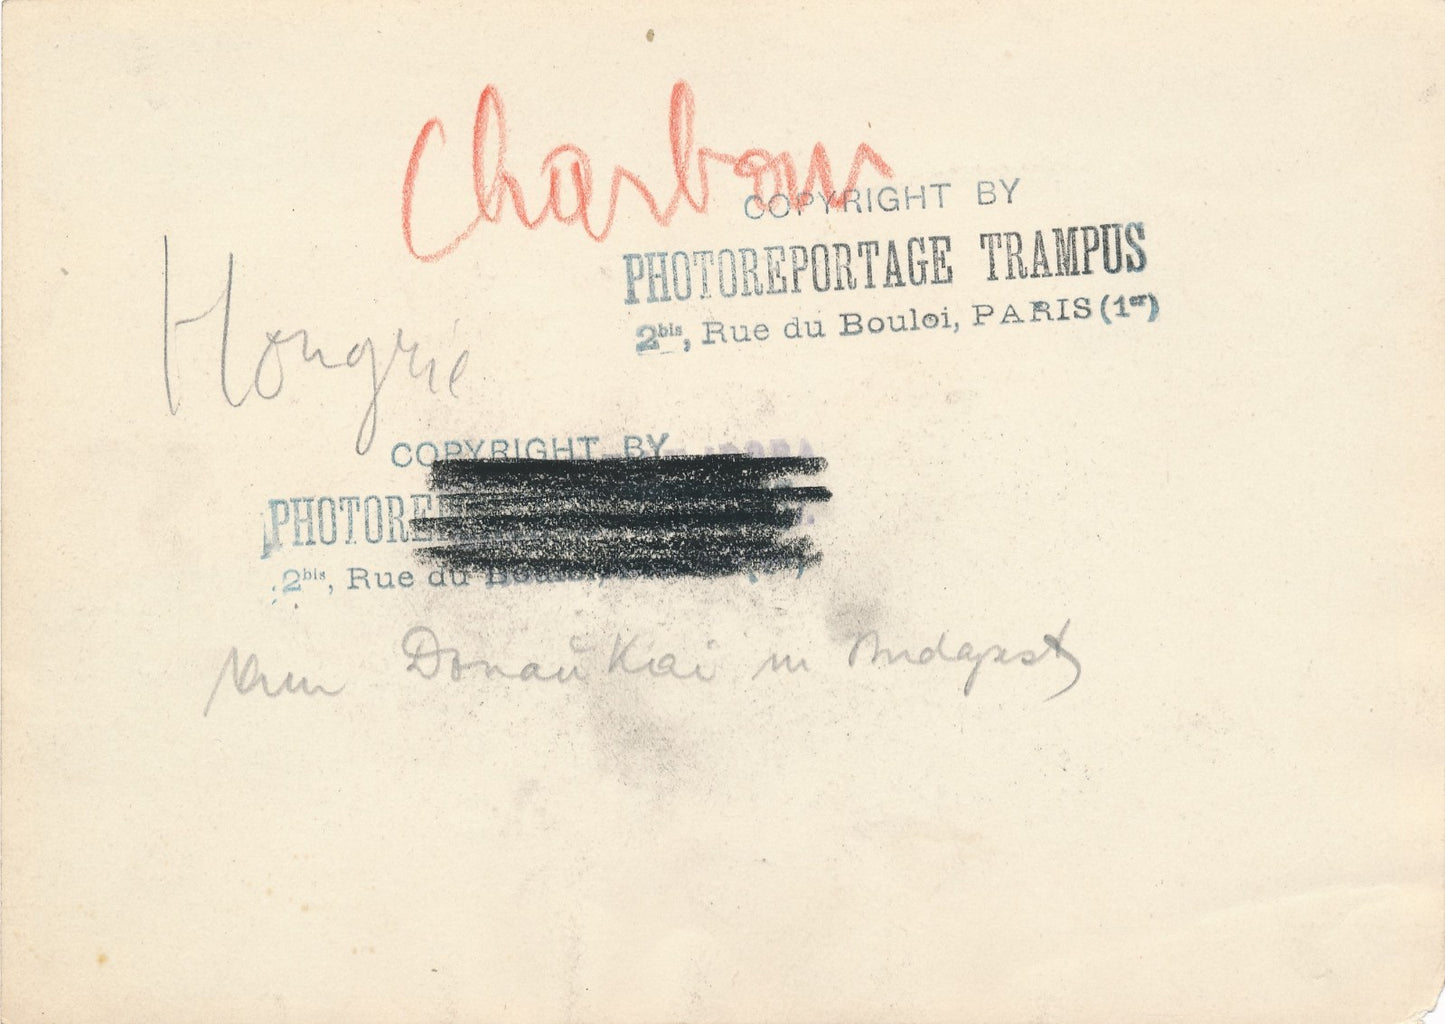 Charbon
COPYRIGHT BY
PHOTOREPORTAGE TRAMPUS
2bis, Rue du Bouloi, PARIS (1er)
Hongrie
COPYRIGHT BY
PHOTORE
2bis, Rue du Bouloi,
Donau Kai in Budapest